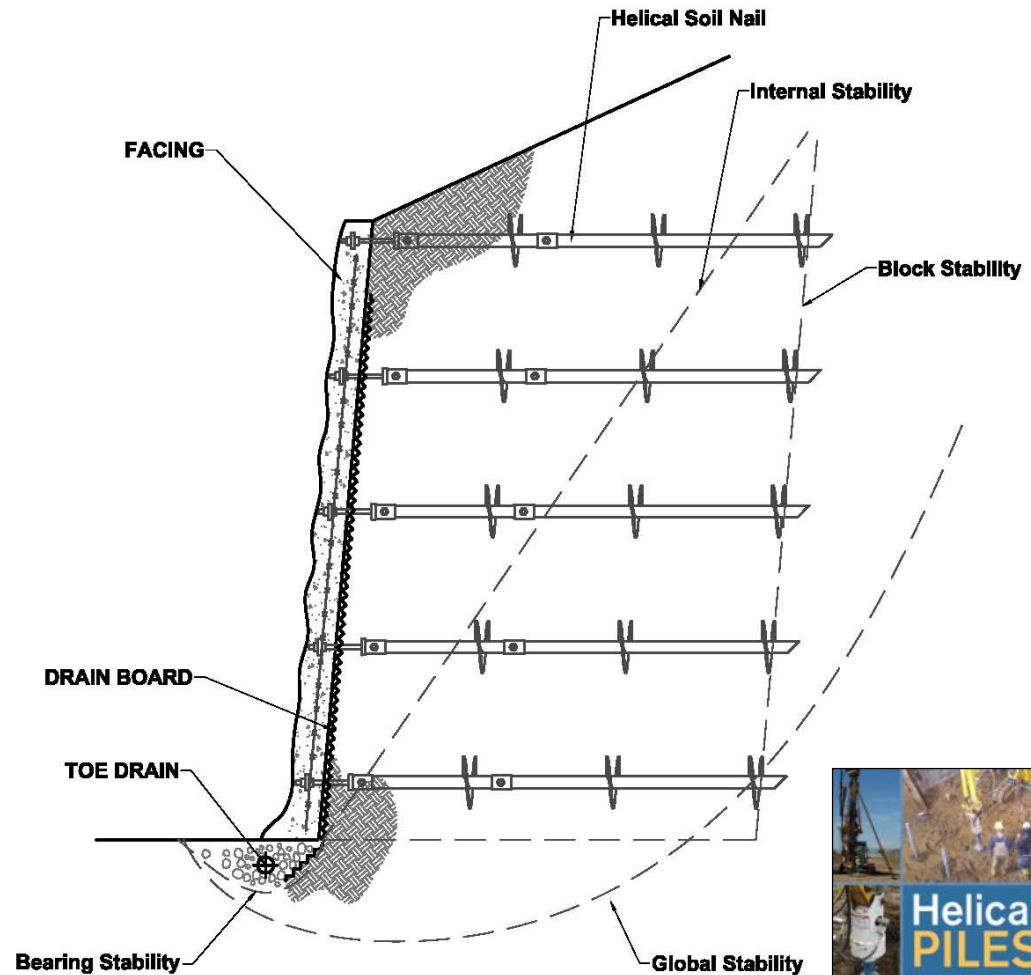 Helical Soil Nail
Internal Stability
FACING
Block Stability
DRAIN BOARD
TOE DRAIN
Bearing Stability
Global Stability
Helica
PILES